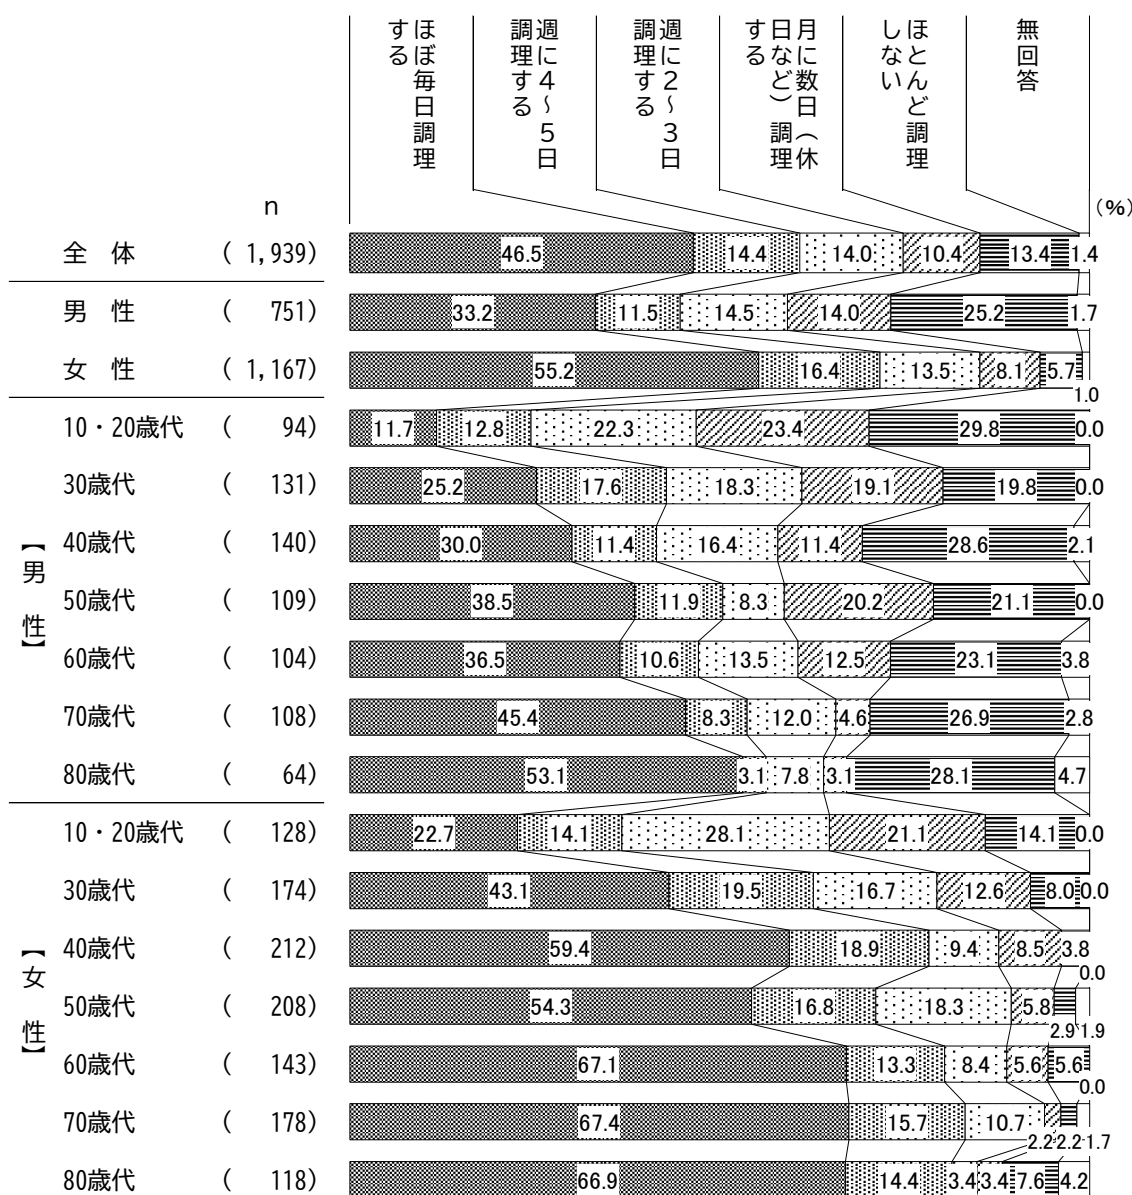 ほぼ毎日調理
する
週に４～５日
調理する
週に２～３日
調理する
月に数日（休
日など）調理
する
ほとんど調理
しない
無回答
n
(%)
全 体 ( 1,939) 46.5 14.4 14.0 10.4 13.4 1.4
男 性 ( 751) 33.2 11.5 14.5 14.0 25.2 1.7
女 性 ( 1,167) 55.2 16.4 13.5 8.1 5.7 1.0
【男 性】
10・20歳代 ( 94) 11.7 12.8 22.3 23.4 29.8 0.0
30歳代 ( 131) 25.2 17.6 18.3 19.1 19.8 0.0
40歳代 ( 140) 30.0 11.4 16.4 11.4 28.6 2.1
50歳代 ( 109) 38.5 11.9 8.3 20.2 21.1 0.0
60歳代 ( 104) 36.5 10.6 13.5 12.5 23.1 3.8
70歳代 ( 108) 45.4 8.3 12.0 4.6 26.9 2.8
80歳代 ( 64) 53.1 3.1 7.8 3.1 28.1 4.7
【女 性】
10・20歳代 ( 128) 22.7 14.1 28.1 21.1 14.1 0.0
30歳代 ( 174) 43.1 19.5 16.7 12.6 8.0 0.0
40歳代 ( 212) 59.4 18.9 9.4 8.5 3.8 0.0
50歳代 ( 208) 54.3 16.8 18.3 5.8 2.9 1.9
60歳代 ( 143) 67.1 13.3 8.4 5.6 5.6 0.0
70歳代 ( 178) 67.4 15.7 10.7 2.2 2.2 1.7
80歳代 ( 118) 66.9 14.4 3.4 3.4 7.6 4.2